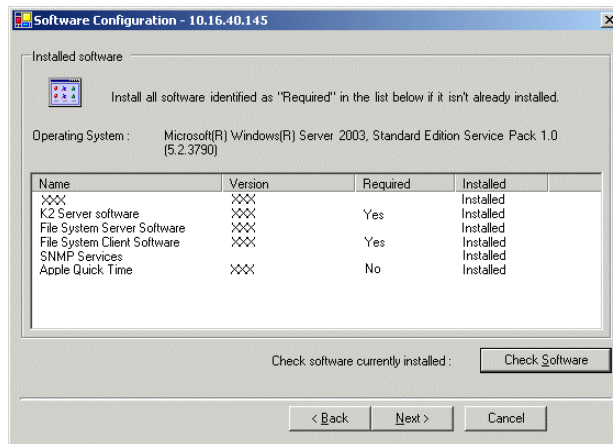 Software Configuration - 10.16.40.145
Installed software
Install all software identified as "Required" in the list below if it isn't already installed.
Operating System : Microsoft(R) Windows(R) Server 2003, Standard Edition Service Pack 1.0
(5.2.3790)
Name Version Required Installed
XXX XXX Installed
K2 Server software XXX Yes Installed
File System Server Software XXX Installed
File System Client Software XXX Yes Installed
SNMP Services Installed
Apple Quick Time XXX No Installed
Check software currently installed : Check Software
< Back Next > Cancel